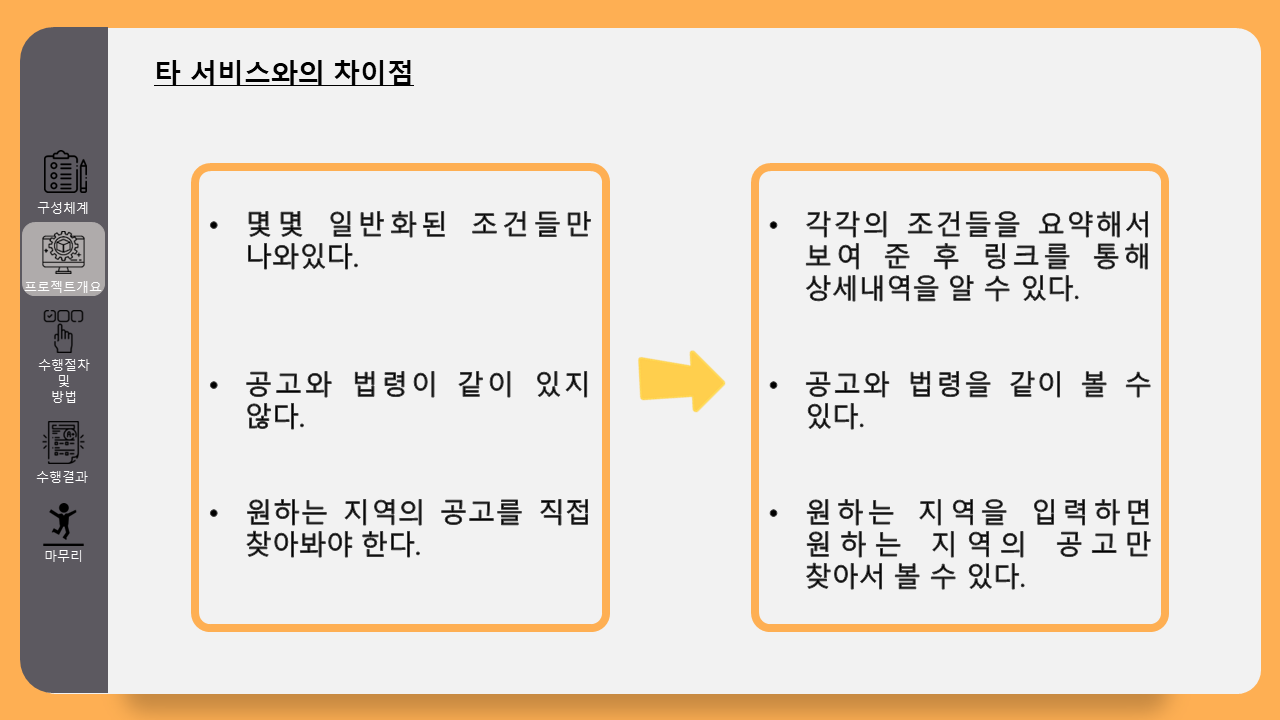 타 서비스와의 차이점
구성체계
프로젝트개요
수행절차
및
방법
수행결과
마무리
• 몇몇 일반화된 조건들만
나와있다.
• 공고와 법령이 같이 있지
않다.
• 원하는 지역의 공고를 직접
찾아봐야 한다.
• 각각의 조건들을 요약해서
보여 준 후 링크를 통해
상세내역을 알 수 있다.
• 공고와 법령을 같이 볼 수
있다.
• 원하는 지역을 입력하면
원하는 지역의 공고만
찾아서 볼 수 있다.